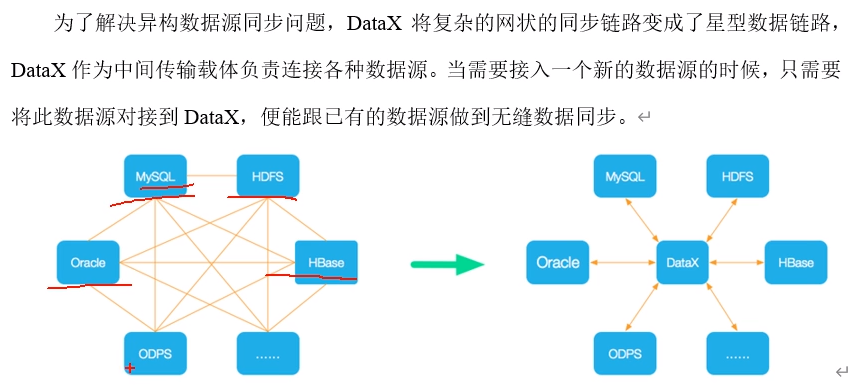 为了解决异构数据源同步问题，DataX 将复杂的网状的同步链路变成了星型数据链路，
DataX 作为中间传输载体负责连接各种数据源。当需要接入一个新的数据源的时候，只需要
将此数据源对接到 DataX，便能跟已有的数据源做到无缝数据同步。
MySQL
HDFS
Oracle
HBase
ODPS
......
MySQL
HDFS
Oracle
DataX
HBase
ODPS
......